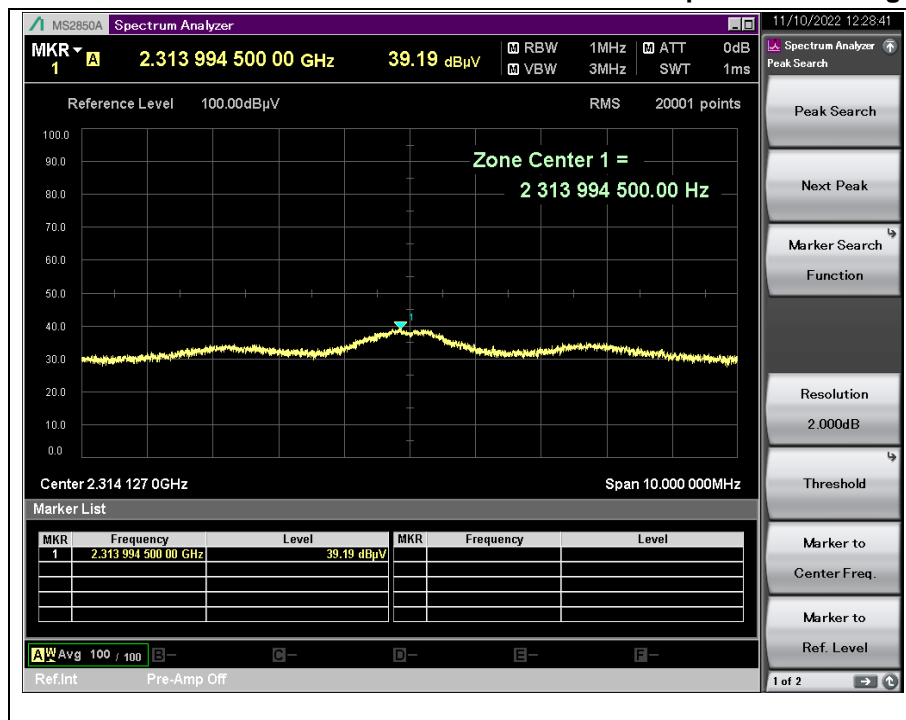 MS2850A Spectrum Analyzer
11/10/2022 12:28:41
MKR 1 A 2.313 994 500 00 GHz 39.19 dBµV
M RBW 1MHz M ATT 0dB
M VBW 3MHz SWT 1ms
Reference Level 100.00dBµV RMS 20001 points
100.0
90.0
80.0
70.0
60.0
50.0
40.0
30.0
20.0
10.0
0.0
Zone Center 1 =
2 313 994 500.00 Hz
1
Center 2.314 127 0GHz Span 10.000 000MHz
Marker List
MKR Frequency Level MKR Frequency Level
1 2.313 994 500 00 GHz 39.19 dBµV
A W Avg 100 / 100 B— C— D— E— F—
Ref.Int Pre-Amp Off
Spectrum Analyzer
Peak Search
Peak Search
Next Peak
Marker Search
Function
Resolution
2.000dB
Threshold
Marker to
Center Freq.
Marker to
Ref. Level
1 of 2